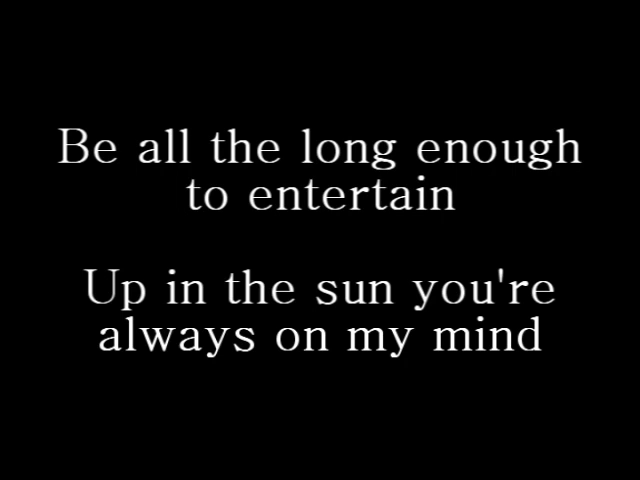 Be all the long enough
to entertain
Up in the sun you're
always on my mind